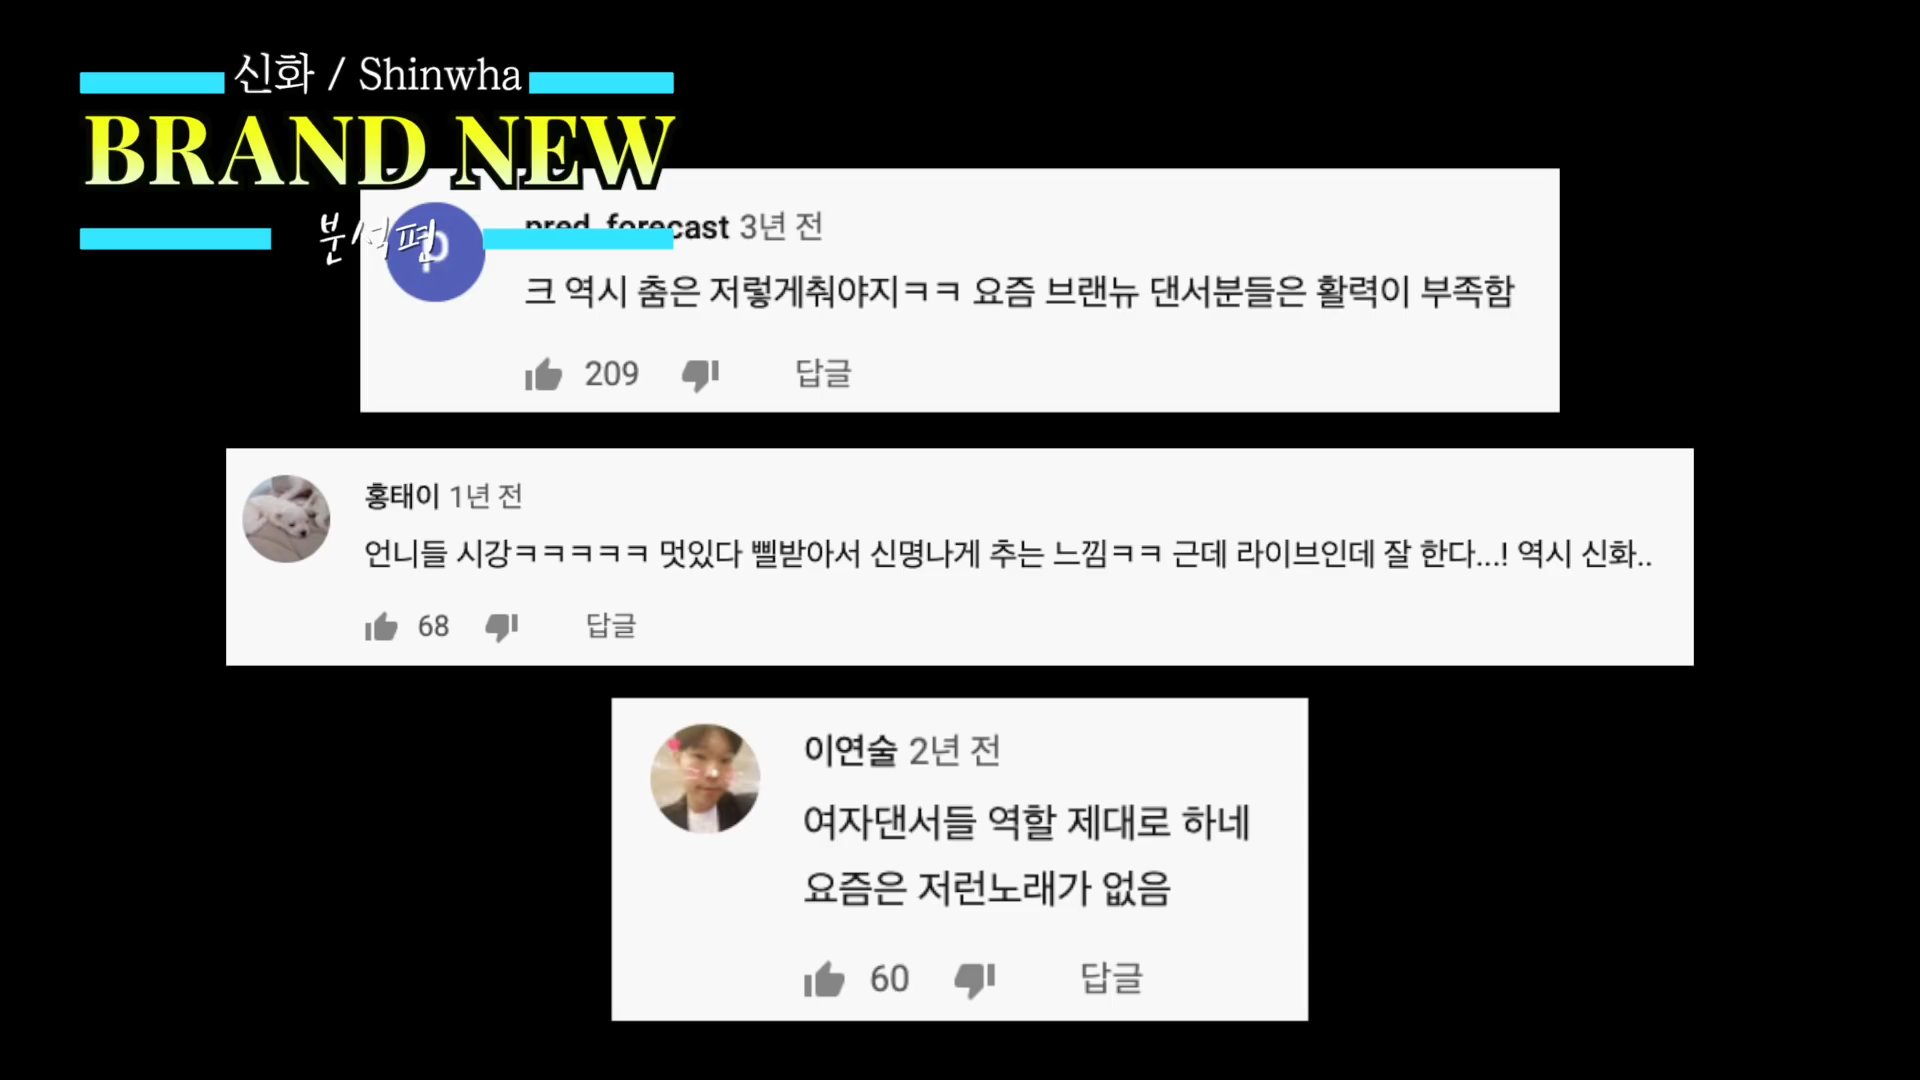 신화 / Shinwha
BRAND NEW
분석편
pred_forecast 3년 전
크 역시 춤은 저렇게춰야지ㅋㅋ 요즘 브랜뉴 댄서분들은 활력이 부족함
209 답글
홍태이 1년 전
언니들 시강ㅋㅋㅋㅋㅋ 멋있다 삘받아서 신명나게 추는 느낌ㅋㅋ 근데 라이브인데 잘 한다...! 역시 신화..
68 답글
이연술 2년 전
여자댄서들 역할 제대로 하네
요즘은 저런노래가 없음
60 답글